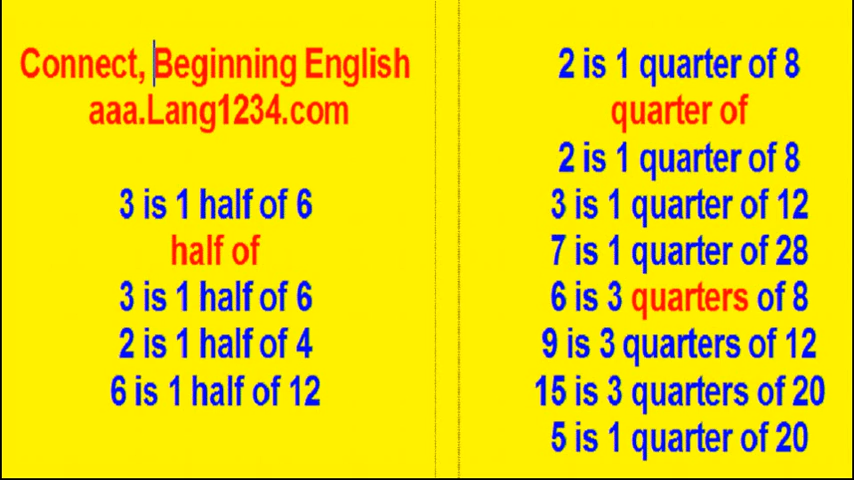 Connect, Beginning English
aaa.Lang1234.com
3 is 1 half of 6
half of
3 is 1 half of 6
2 is 1 half of 4
6 is 1 half of 12
2 is 1 quarter of 8
quarter of
2 is 1 quarter of 8
3 is 1 quarter of 12
7 is 1 quarter of 28
6 is 3 quarters of 8
9 is 3 quarters of 12
15 is 3 quarters of 20
5 is 1 quarter of 20